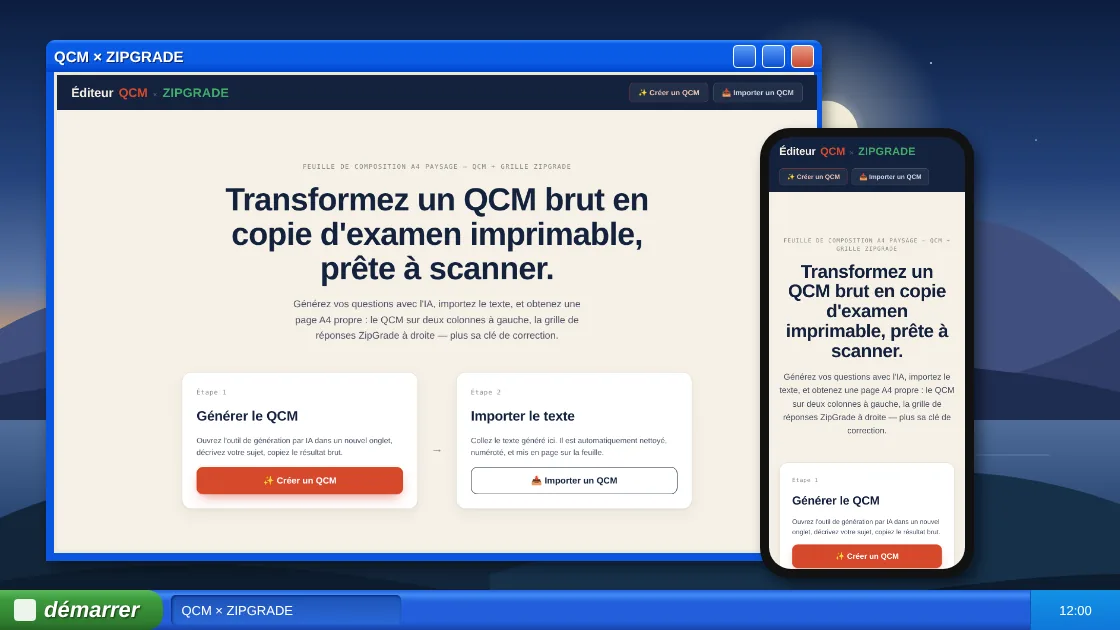 QCM × ZIPGRADE
Éditeur QCM × ZIPGRADE
✨ Créer un QCM
📥 Importer un QCM
FEUILLE DE COMPOSITION A4 PAYSAGE — QCM + GRILLE ZIPGRADE
Transformez un QCM brut en
copie d'examen imprimable,
prête à scanner.
Générez vos questions avec l'IA, importez le texte, et obtenez une
page A4 propre : le QCM sur deux colonnes à gauche, la grille de
réponses ZipGrade à droite — plus sa clé de correction.
Étape 1
Générer le QCM
Ouvrez l'outil de génération par IA dans un nouvel onglet,
décrivez votre sujet, copiez le résultat brut.
✨ Créer un QCM
→
Étape 2
Importer le texte
Collez le texte généré ici. Il est automatiquement nettoyé,
numéroté, et mis en page sur la feuille.
📥 Importer un QCM
Éditeur QCM × ZIPGRADE
✨ Créer un QCM
📥 Importer un QCM
FEUILLE DE COMPOSITION A4 PAYSAGE — QCM +
GRILLE ZIPGRADE
Transformez un
QCM brut en copie
d'examen
imprimable, prête à
scanner.
Générez vos questions avec l'IA, importez le
texte, et obtenez une page A4 propre : le QCM
sur deux colonnes à gauche, la grille de
réponses ZipGrade à droite — plus sa clé de
correction.
Étape 1
Générer le QCM
Ouvrez l'outil de génération par IA dans un nouvel
onglet, décrivez votre sujet, copiez le résultat brut.
✨ Créer un QCM
démarrer
QCM × ZIPGRADE
12:00